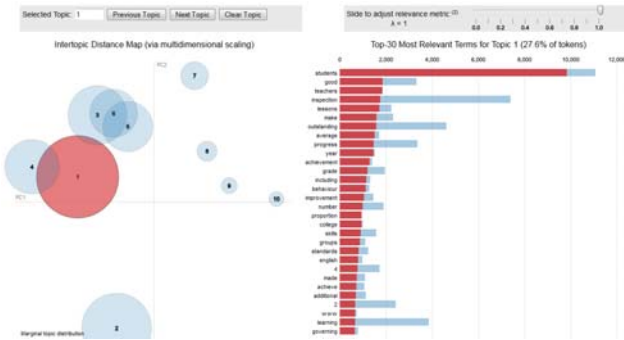 Selected Topic: 1 Previous Topic Next Topic Clear Topic
Slide to adjust relevance metric:(2)
λ = 1
0.0 0.2 0.4 0.6 0.8 1.0
Intertopic Distance Map (via multidimensional scaling)
PC2
PC1
7
3
5
6
8
4
1
9
10
2
Marginal topic distribution
Top-30 Most Relevant Terms for Topic 1 (27.6% of tokens)
0 2,000 4,000 6,000 8,000 10,000 12,000
students
good
teachers
inspection
lessons
make
outstanding
average
progress
year
achievement
grade
including
behaviour
improvement
number
proportion
college
skills
groups
standards
english
4
made
achieve
additional
2
learning
governing